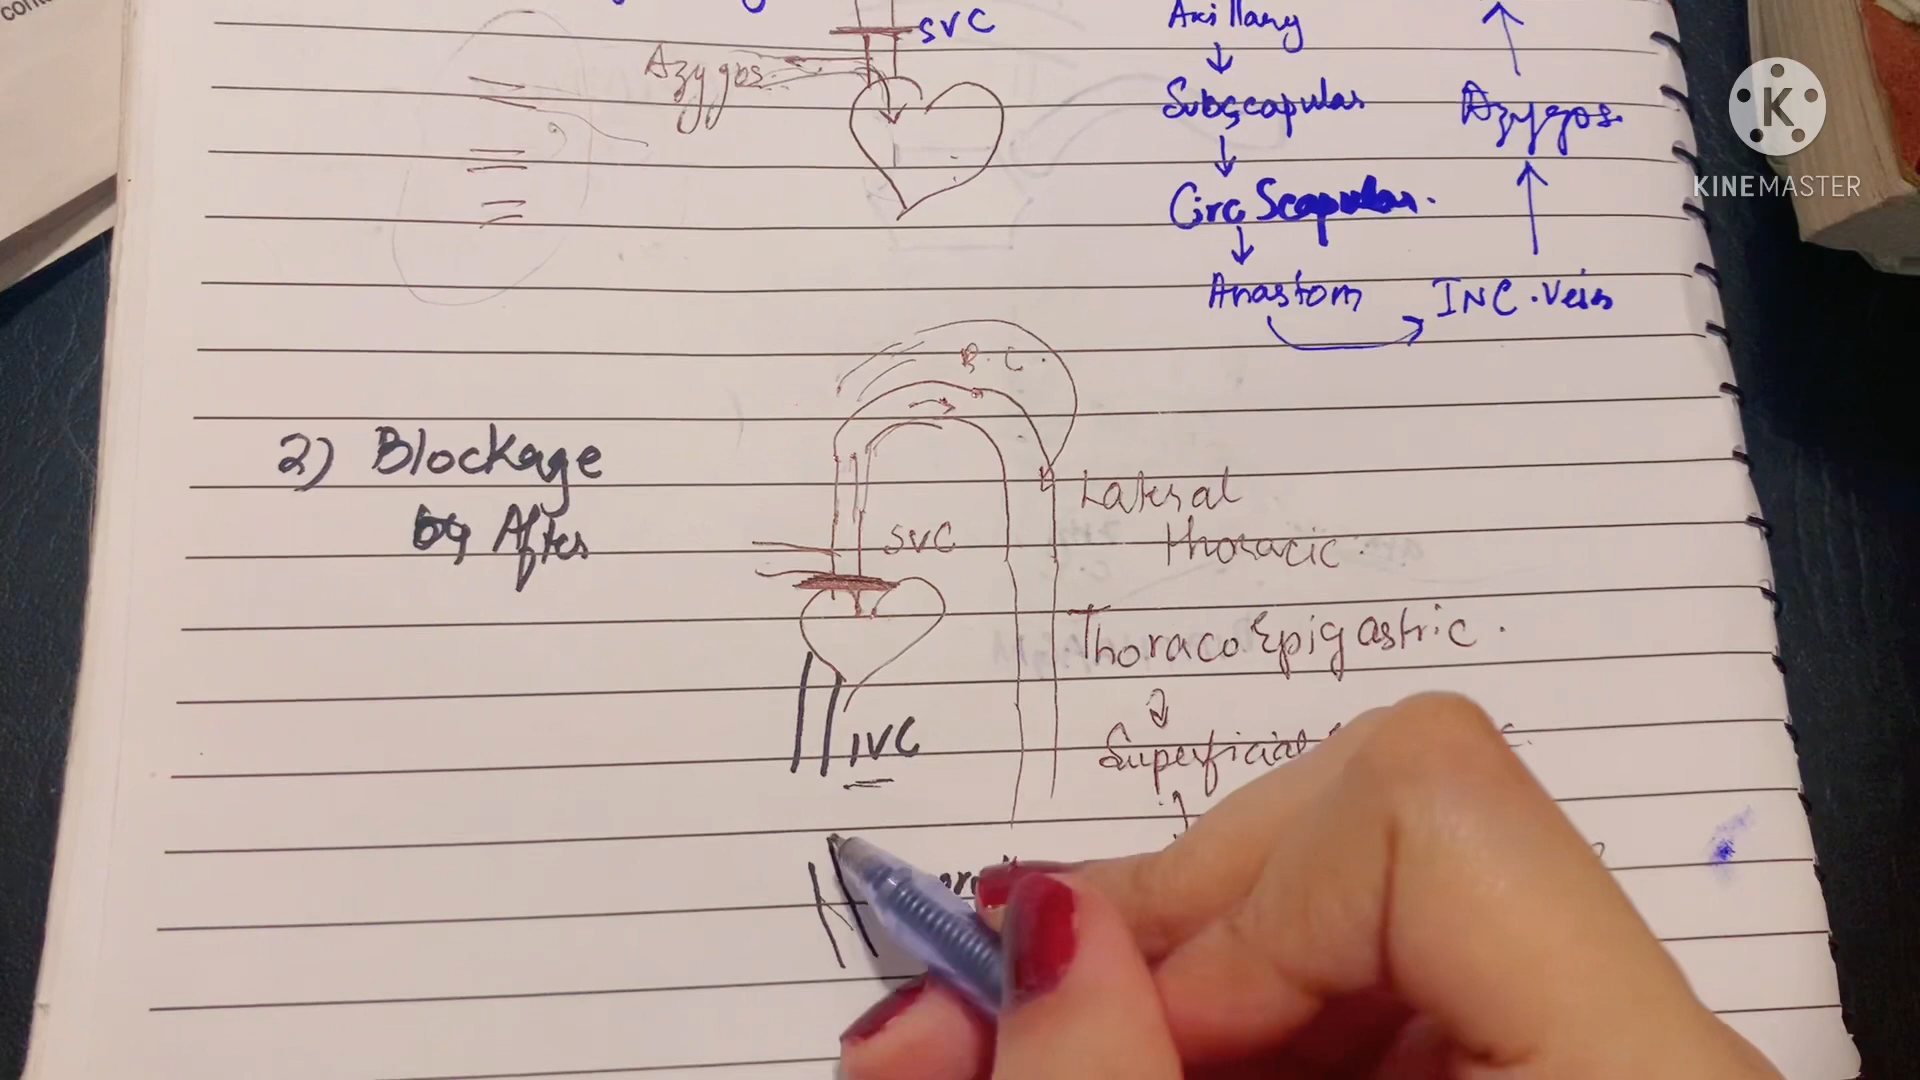 SVC
Azygos
Axillary
↓
Subscapular
↓
Circ Scapular.
↓
Anastom
INC. Vein
↑
Azygos.
↑
KINEMASTER
B. C.
2) Blockage
After
SVC
Lateral
thoracic.
Thoraco Epigastric.
↓
Superficial
IVC